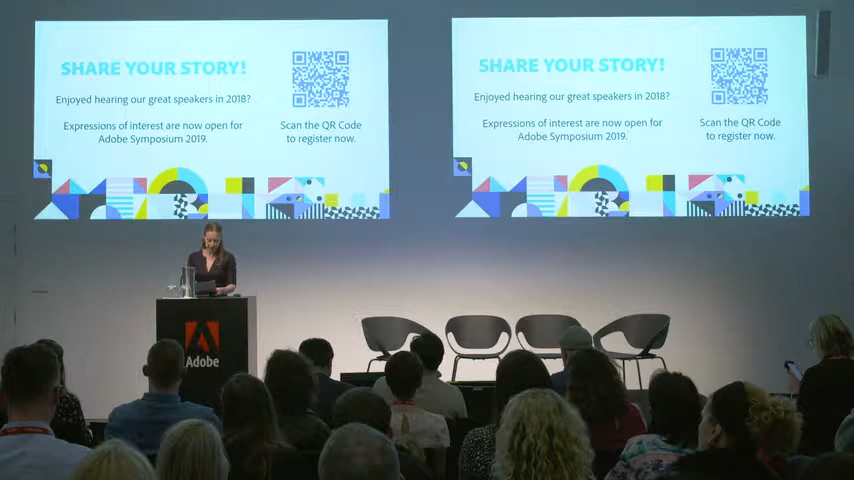 SHARE YOUR STORY!
Enjoyed hearing our great speakers in 2018?
Expressions of interest are now open for
Adobe Symposium 2019.
Scan the QR Code
to register now.
SHARE YOUR STORY!
Enjoyed hearing our great speakers in 2018?
Expressions of interest are now open for
Adobe Symposium 2019.
Scan the QR Code
to register now.
Adobe